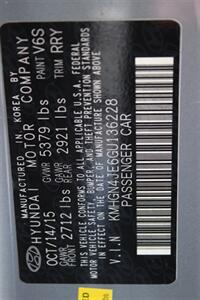 MANUFACTURED IN KOREA BY
HYUNDAI MOTOR COMPANY
OCT/14/15 GVWR 5379 lbs
GAWR FRONT 2712 lbs GAWR REAR 2921 lbs
THIS VEHICLE CONFORMS TO ALL APPLICABLE FEDERAL
MOTOR VEHICLE SAFETY, BUMPER, AND THEFT PREVENTION
STANDARDS IN EFFECT ON THE DATE OF MANUFACTURE
SHOWN ABOVE.
V.I.N KMHGN4JE6GU136228
PASSENGER CAR
PAINT V6S
TRIM RRY